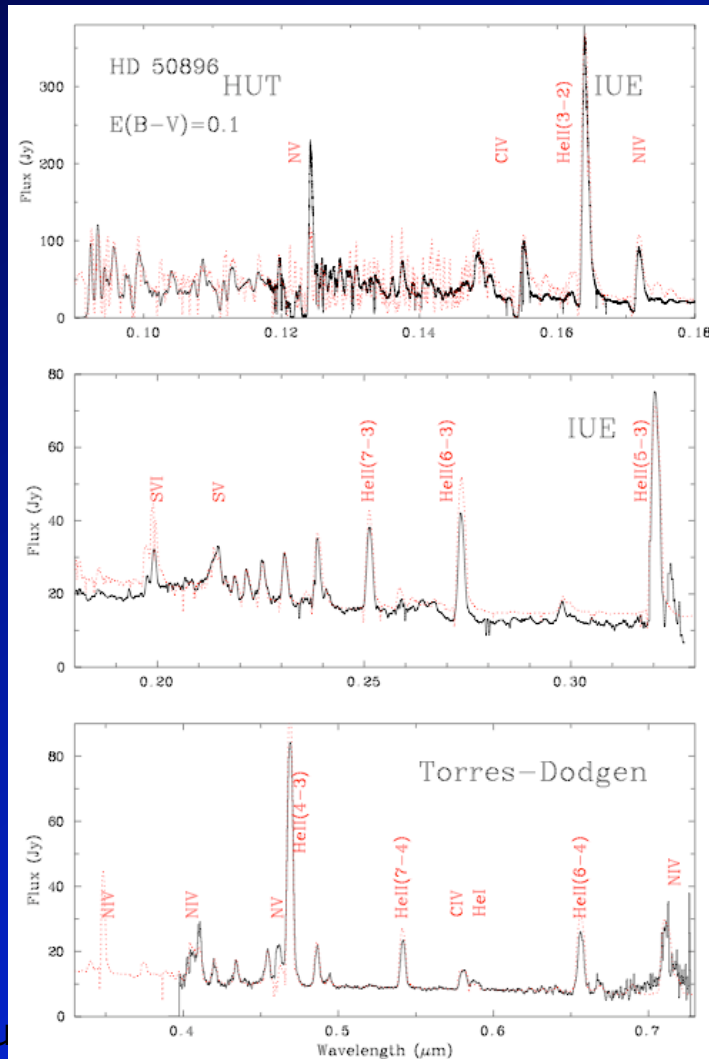 HD 50896
HUT
IUE
E(B-V)=0.1
NV
CIV
HeII(3-2)
NIV
Flux (Jy)
300
200
100
0
0.10
0.12
0.14
0.16
0.18
IUE
SVI
SV
HeII(7-3)
HeII(6-3)
HeII(5-3)
Flux (Jy)
80
60
40
20
0
0.20
0.25
0.30
Torres-Dodgen
NIV
NIV
NV
HeII(4-3)
HeII(7-4)
CIV
HeI
HeII(6-4)
NIV
Flux (Jy)
80
60
40
20
0
0.4
0.5
0.6
0.7
Wavelength (μm)